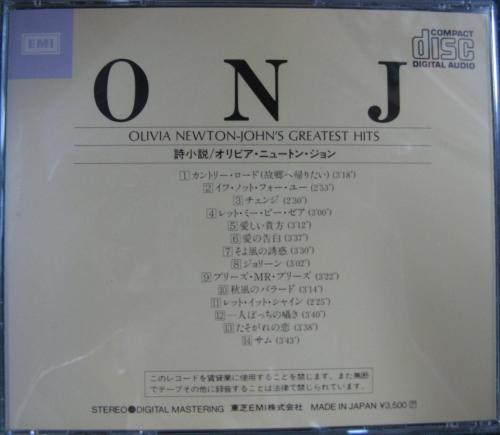 EMI
COMPACT
disc
DIGITAL AUDIO
O N J
OLIVIA NEWTON-JOHN'S GREATEST HITS
詩小説/オリビア・ニュートン・ジョン
1 カントリー・ロード(故郷へ帰りたい) (3'18")
2 イフ・ノット・フォー・ユー (2'53")
3 チェンジ (2'30")
4 レット・ミー・ビー・ゼア (3'00")
5 愛しい貴方 (3'12")
6 愛の告白 (3'37")
7 そよ風の誘惑 (3'30")
8 ジョリーン (3'02")
9 プリーズ・MR・プリーズ (3'22")
10 秋風のバラード (3'14")
11 レット・イット・シャイン (2'25")
12 一人ぼっちの囁き (3'40")
13 たそがれの恋 (3'38")
14 サム (3'43")
このレコードを賃貸業に使用することを禁じます。また無断
でテープその他に録音することは法律で禁じられています。
STEREO●DIGITAL MASTERING 東芝EMI株式会社 MADE IN JAPAN ¥3,500